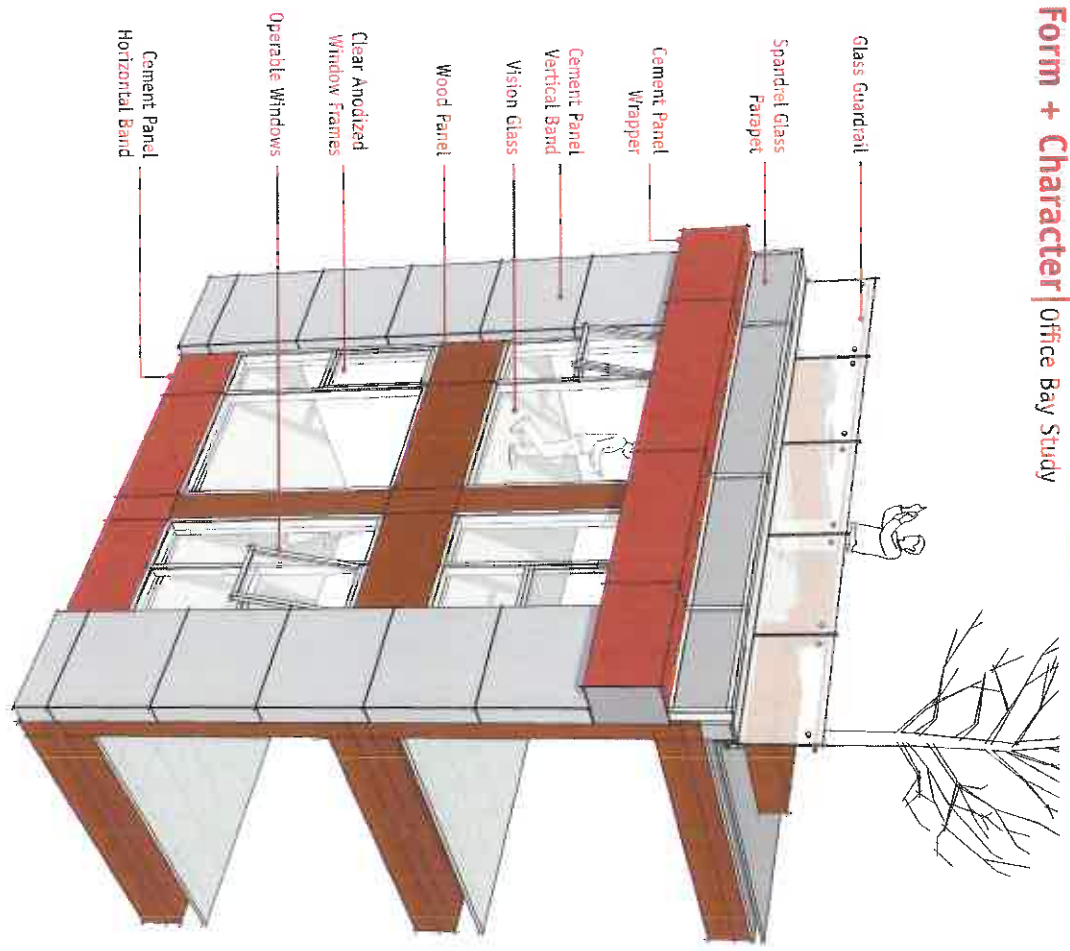 Form + Character|Office Bay Study
Glass Guardrail
Spandrel Glass
Parapet
Cement Panel
Wrapper
Cement Panel
Vertical Band
Vision Glass
Wood Panel
Clear Anodized
Window Frames
Operable Windows
Cement Panel
Horizontal Band